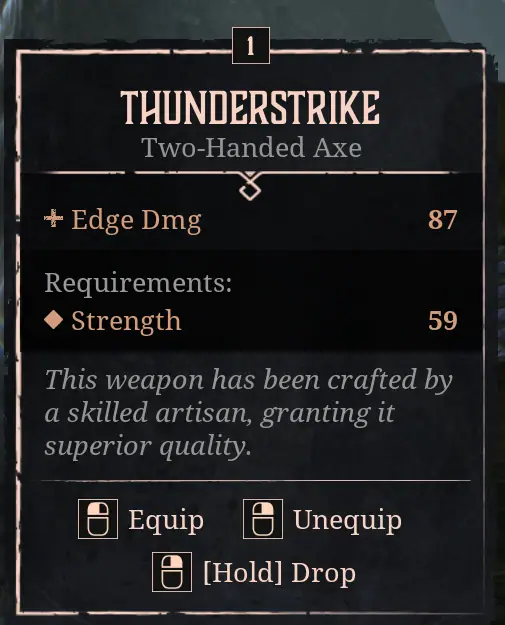 1
THUNDERSTRIKE
Two-Handed Axe
Edge Dmg 87
Requirements:
Strength 59
This weapon has been crafted by
a skilled artisan, granting it
superior quality.
Equip Unequip
[Hold] Drop